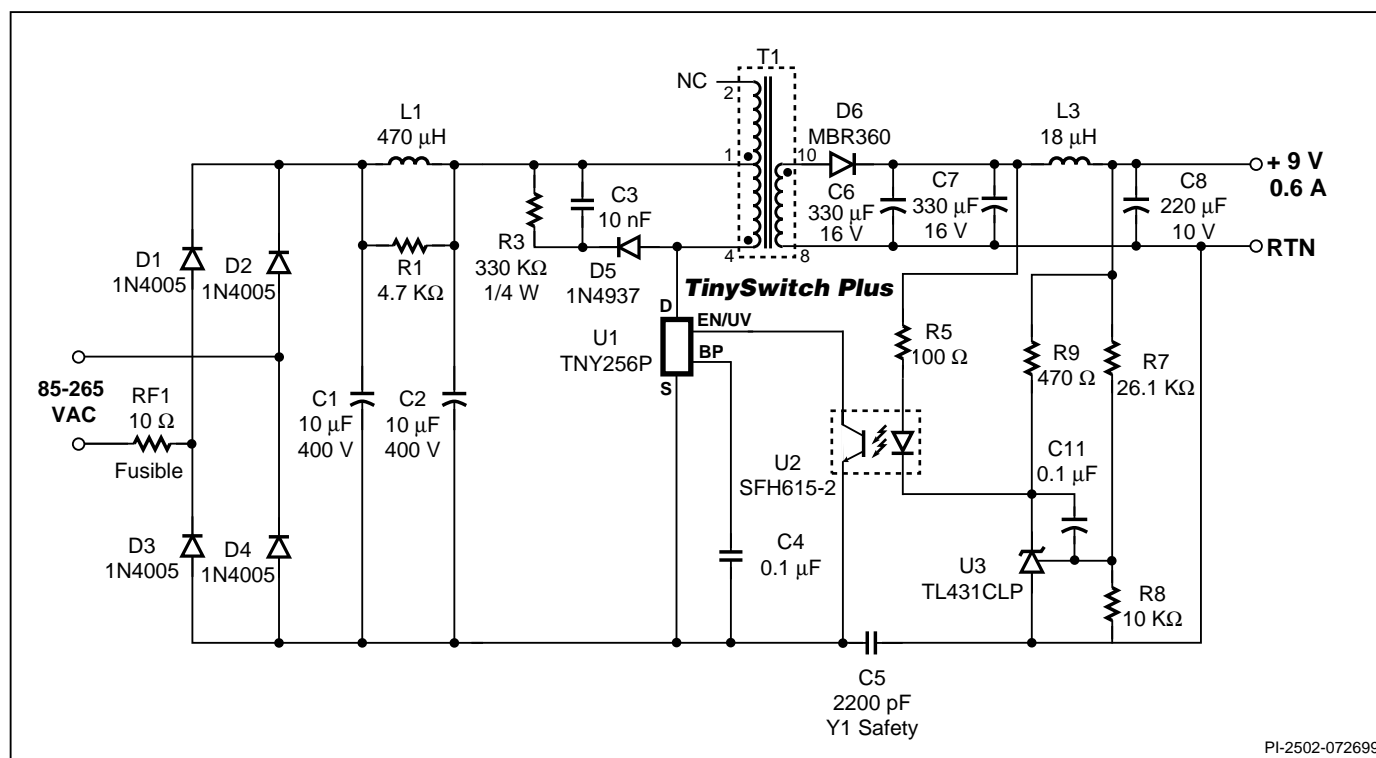 T1
NC
2
1
4
10
8
L1
470 µH
D6
MBR360
L3
18 µH
+ 9 V
0.6 A
RTN
C3
10 nF
R3
330 KΩ
1/4 W
D5
1N4937
C6
330 µF
16 V
C7
330 µF
16 V
C8
220 µF
10 V
D1
1N4005
D2
1N4005
R1
4.7 KΩ
TinySwitch Plus
D
EN/UV
BP
S
U1
TNY256P
R5
100 Ω
R9
470 Ω
R7
26.1 KΩ
85-265
VAC
RF1
10 Ω
Fusible
C1
10 µF
400 V
C2
10 µF
400 V
U2
SFH615-2
C11
0.1 µF
D3
1N4005
D4
1N4005
C4
0.1 µF
U3
TL431CLP
R8
10 KΩ
C5
2200 pF
Y1 Safety
PI-2502-072699